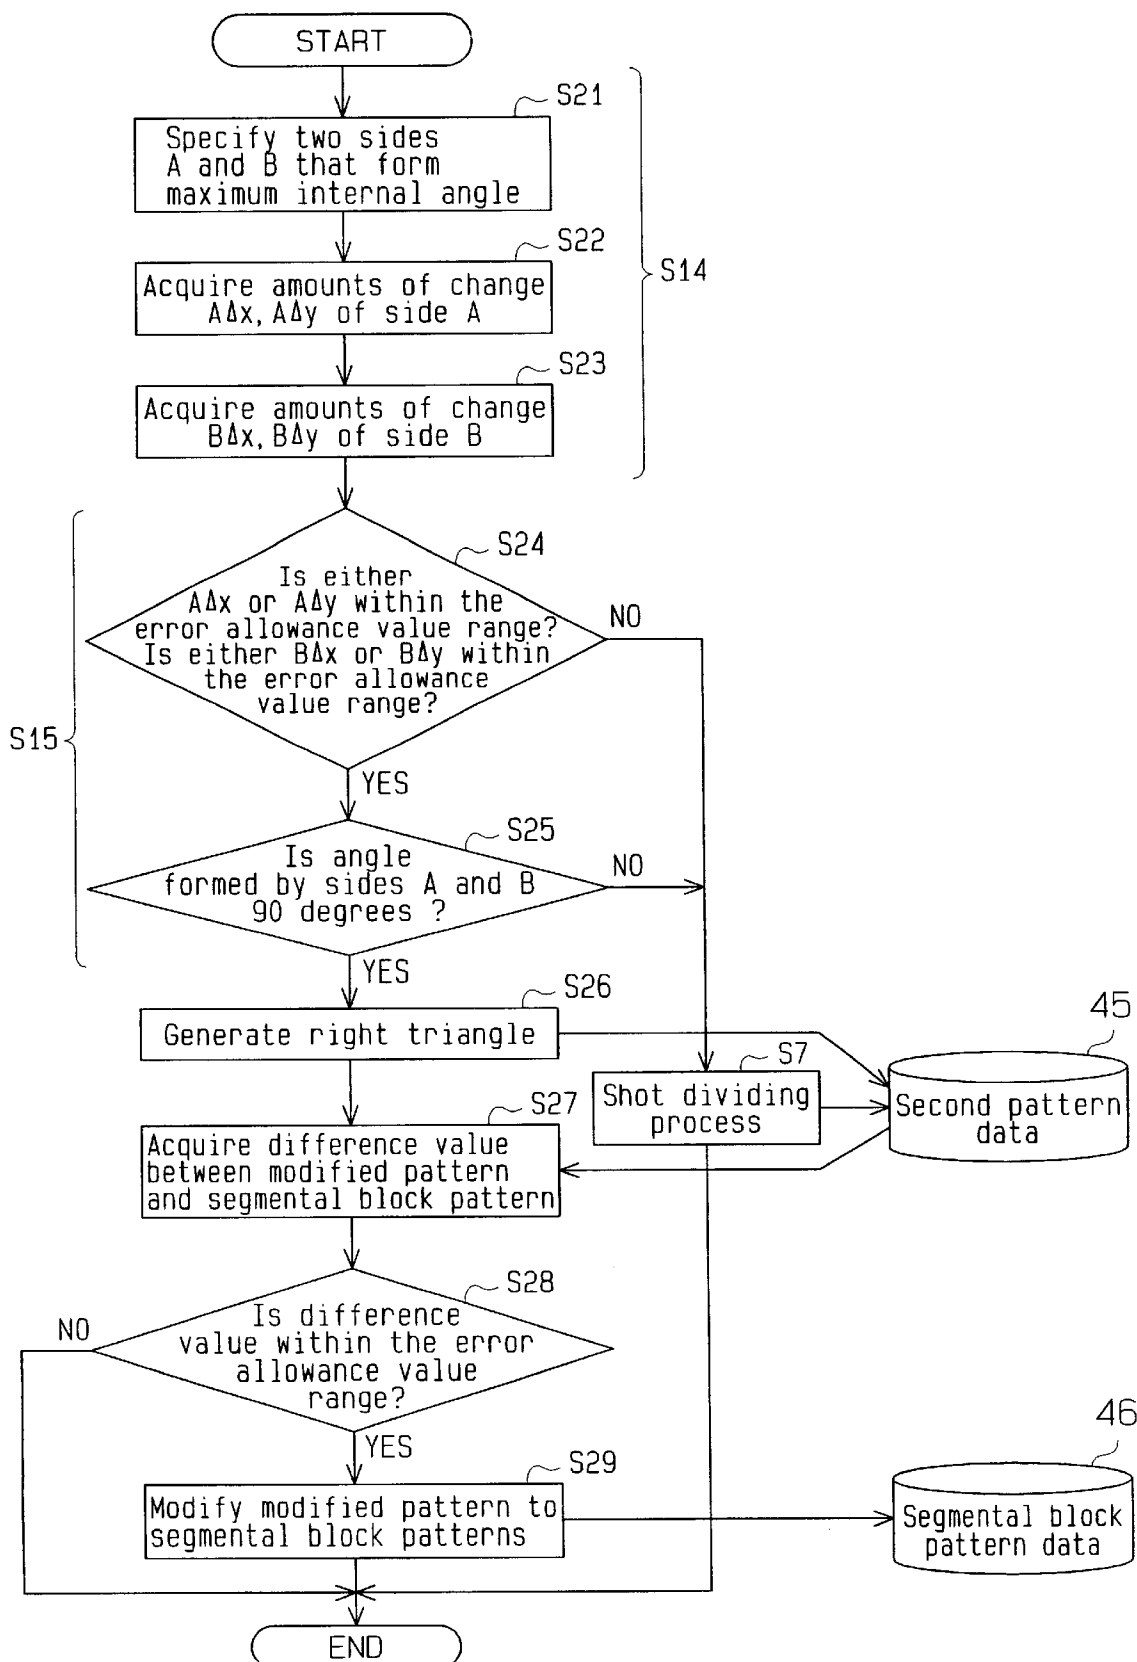 START
S21
Specify two sides
A and B that form
maximum internal angle
S22
Acquire amounts of change
AΔx, AΔy of side A
S14
S23
Acquire amounts of change
BΔx, BΔy of side B
S24
Is either
AΔx or AΔy within the
error allowance value range?
Is either BΔx or BΔy within
the error allowance
value range?
NO
S15
YES
S25
Is angle
formed by sides A and B
90 degrees ?
NO
YES
S26
Generate right triangle
45
S7
Shot dividing
process
Second pattern
data
S27
Acquire difference value
between modified pattern
and segmental block pattern
S28
Is difference
value within the error
allowance value
range?
NO
YES
46
S29
Modify modified pattern to
segmental block patterns
Segmental block
pattern data
END